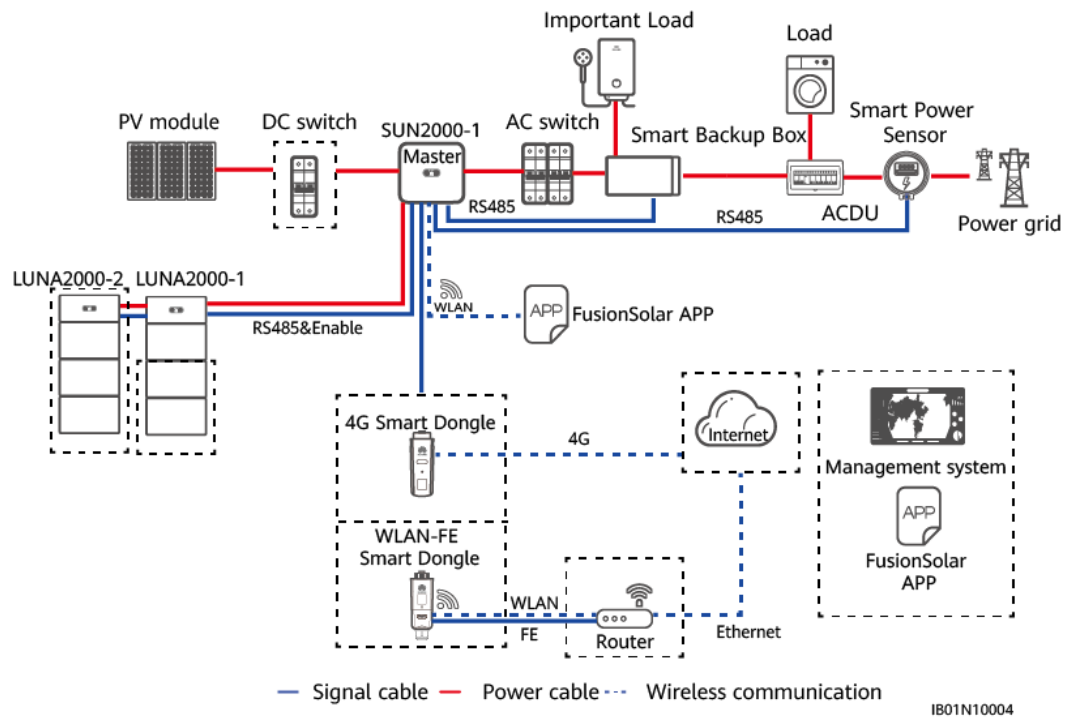 Important Load
Load
PV module
DC switch
SUN2000-1
Master
AC switch
Smart Backup Box
Smart Power
Sensor
RS485
RS485
ACDU
Power grid
LUNA2000-2
LUNA2000-1
RS485&Enable
WLAN
APP
FusionSolar APP
4G Smart Dongle
4G
Internet
Management system
APP
FusionSolar
APP
WLAN-FE
Smart Dongle
WLAN
FE
Router
Ethernet
Signal cable
Power cable
Wireless communication
IB01N10004